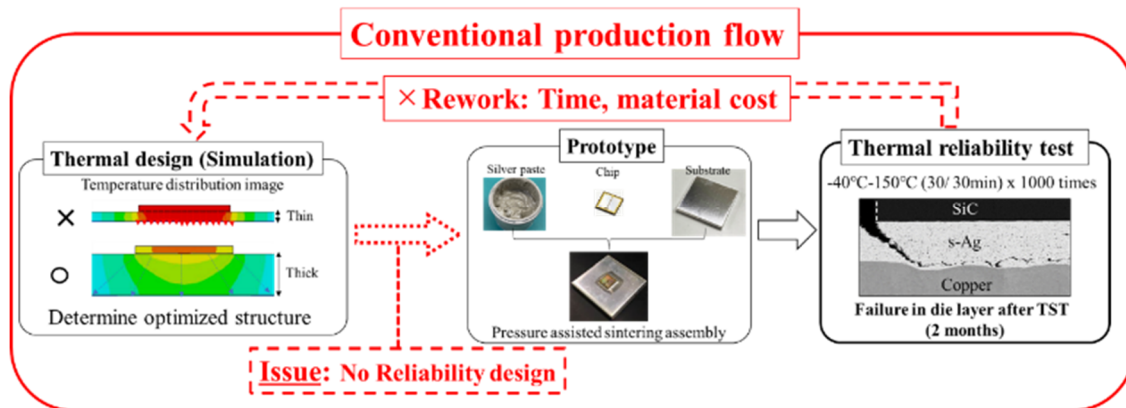 Conventional production flow
×Rework: Time, material cost
Thermal design (Simulation)
Temperature distribution image
× Thin
○ Thick
Determine optimized structure
Issue: No Reliability design
Prototype
Silver paste Chip Substrate
Pressure assisted sintering assembly
Thermal reliability test
-40℃-150℃ (30/ 30min) x 1000 times
SiC
s-Ag
Copper
Failure in die layer after TST
(2 months)